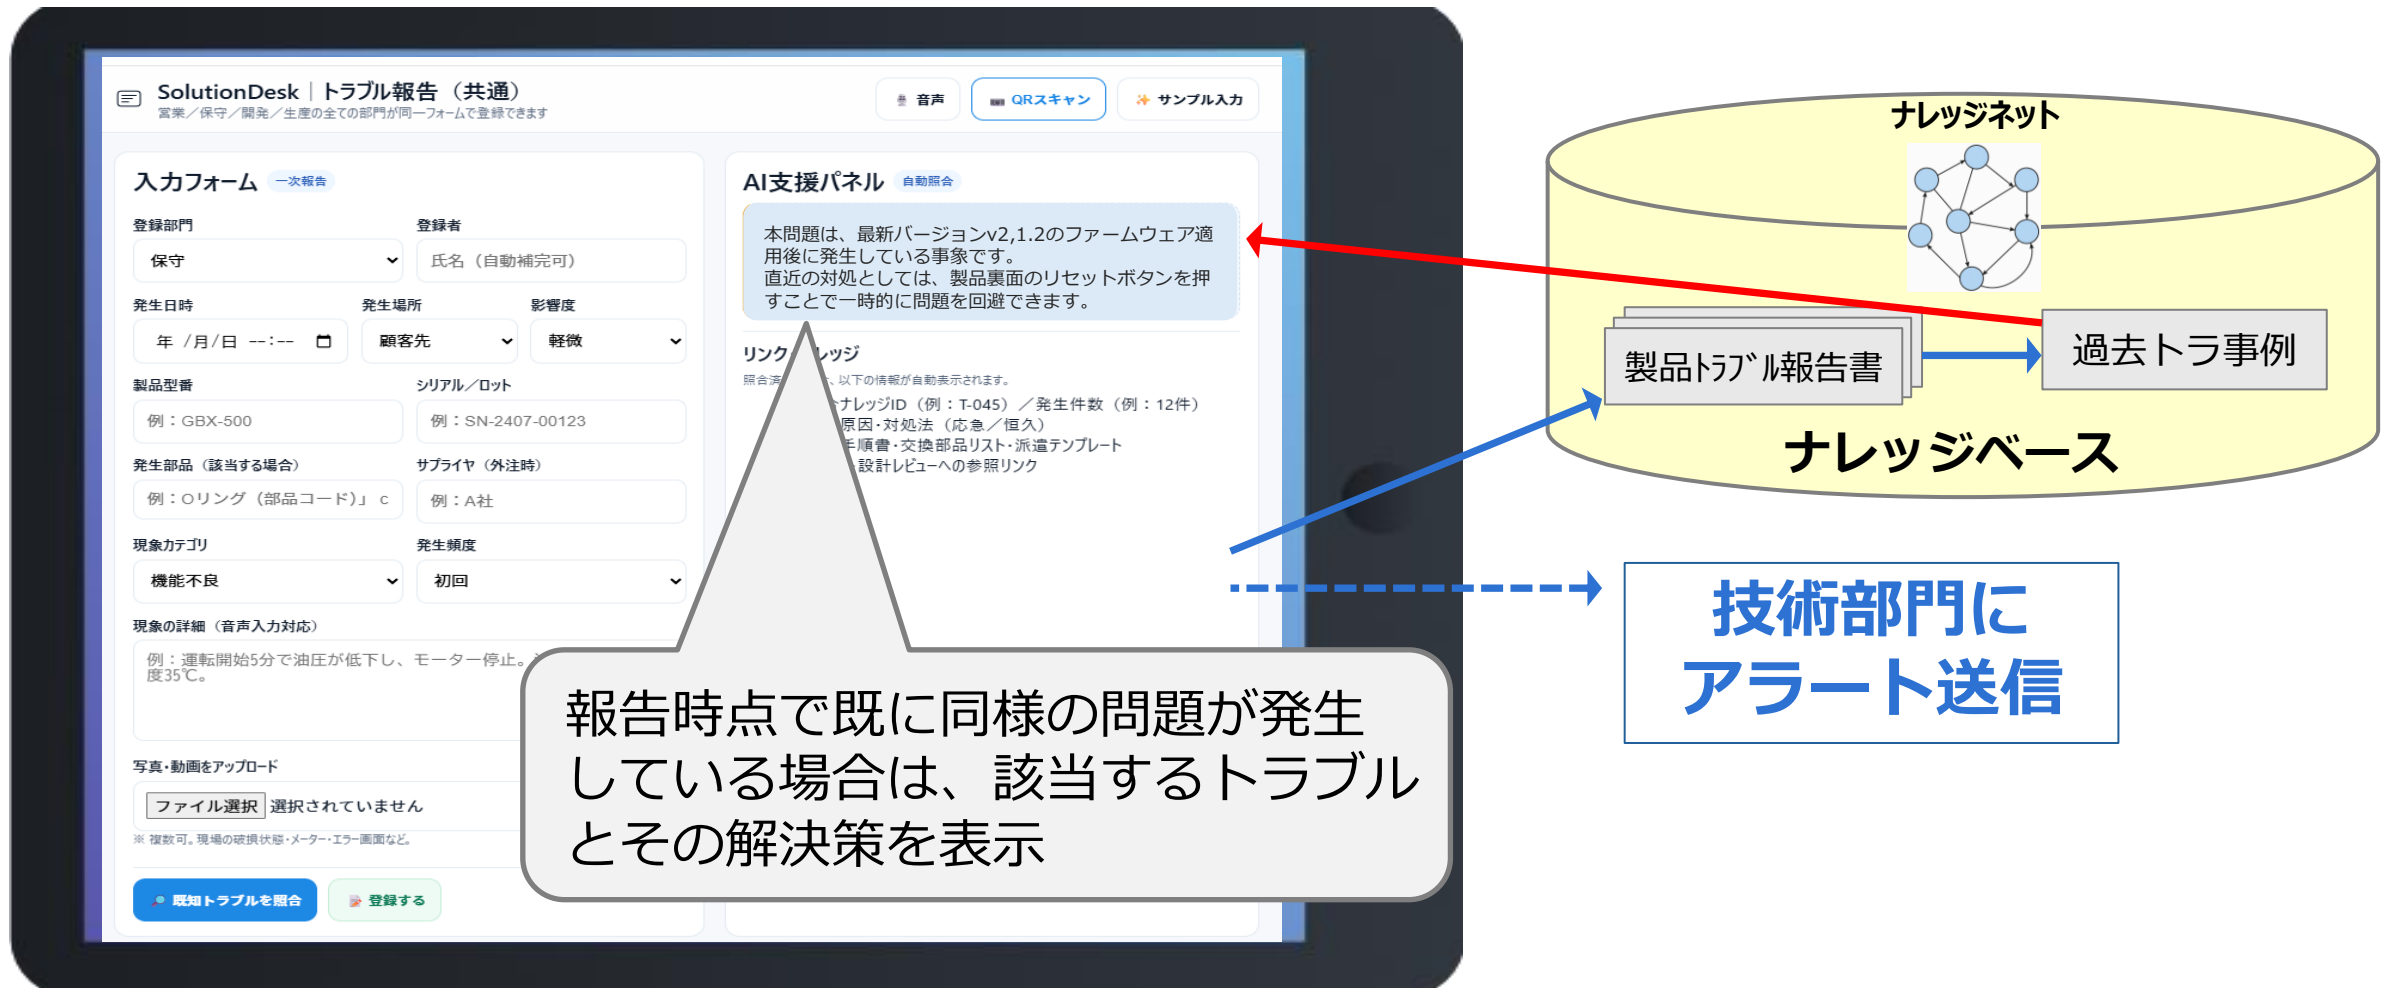 SolutionDesk｜トラブル報告（共通）
営業／保守／開発／生産の全ての部門が同一フォームで登録できます
音声
QRスキャン
サンプル入力
入力フォーム
一次報告
登録部門
登録者
保守
氏名（自動補完可）
発生日時
発生場所
影響度
年 /月/日 --:--
顧客先
軽微
製品型番
シリアル／ロット
例：GBX-500
例：SN-2407-00123
発生部品（該当する場合）
サプライヤ（外注時）
例：Oリング（部品コード）」 c
例：A社
現象カテゴリ
発生頻度
機能不良
初回
現象の詳細（音声入力対応）
例：運転開始5分で油圧が低下し、モーター停止。
度35℃。
写真・動画をアップロード
ファイル選択 選択されていません
※ 複数可。現場の破損状態・メーター・エラー画面など。
既知トラブルを照合
登録する
AI支援パネル
自動照合
本問題は、最新バージョンv2,1.2のファームウェア適
用後に発生している事象です。
直近の対処としては、製品裏面のリセットボタンを押
すことで一時的に問題を回避できます。
リンク レッジ
照合済 、以下の情報が自動表示されます。
ナレッジID（例：T-045）／発生件数（例：12件）
原因・対処法（応急／恒久）
手順書・交換部品リスト・派遣テンプレート
設計レビューへの参照リンク
報告時点で既に同様の問題が発生
している場合は、該当するトラブル
とその解決策を表示
ナレッジネット
製品トラブル報告書
過去トラ事例
ナレッジベース
技術部門に
アラート送信